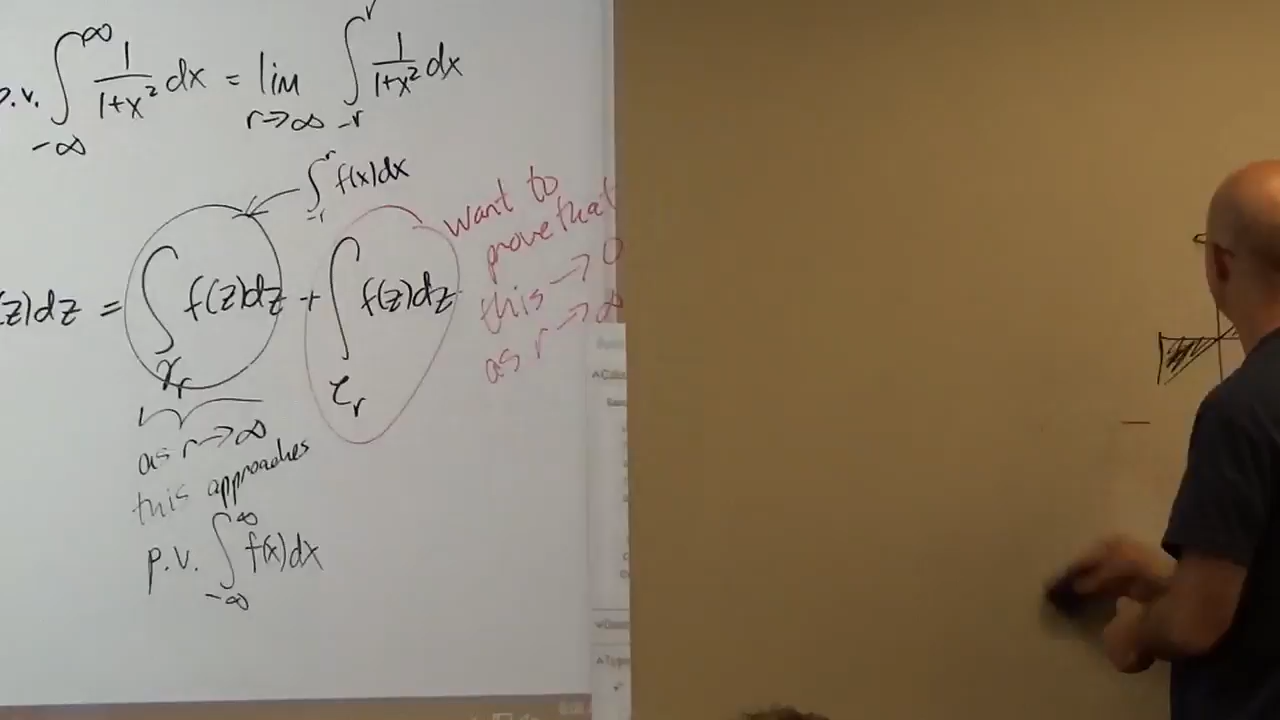 p.v. ∫_{-∞}^{∞} 1/(1+x²) dx = lim_{r→∞} ∫_{-r}^{r} 1/(1+x²) dx
∫_{-r}^{r} f(x)dx
want to
prove that
this → 0
as r → ∞
(z)dz = ∫_{γ_r} f(z)dz + ∫_{τ_r} f(z)dz
as r → ∞
this approaches
p.v. ∫_{-∞}^{∞} f(x)dx